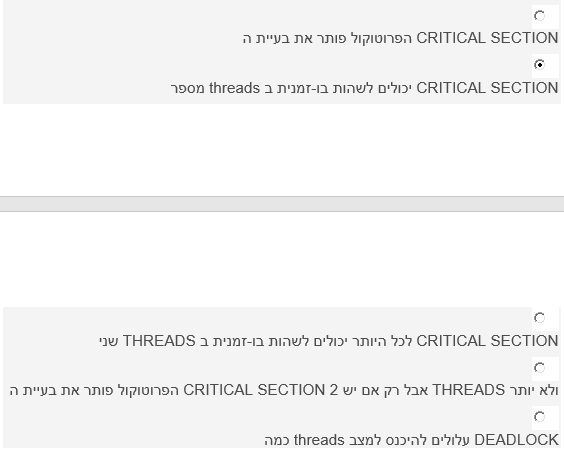 CRITICAL SECTION הפרוטוקול פותר את בעיית ה
CRITICAL SECTION יכולים לשהות בו-זמנית ב threads מספר
CRITICAL SECTION לכל היותר יכולים לשהות בו-זמנית ב THREADS שני
ולא יותר THREADS אבל רק אם יש 2 CRITICAL SECTION הפרוטוקול פותר את בעיית ה
DEADLOCK עלולים להיכנס למצב threads כמה